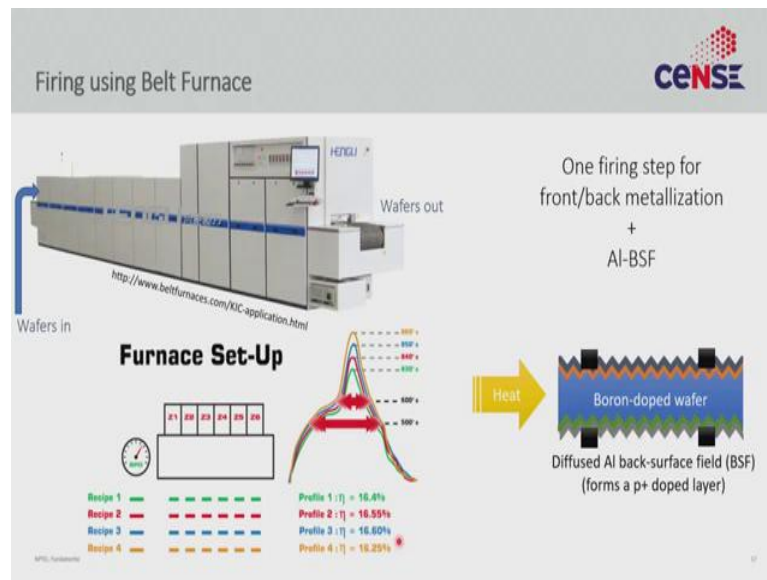 Firing using Belt Furnace
CeNSE
HENGLI
Wafers in
Wafers out
http://www.beltfurnaces.com/KIC-application.html
One firing step for
front/back metallization
+
Al-BSF
Furnace Set-Up
Z1 Z2 Z3 Z4 Z5 Z6
600°s
500°s
Recipe 1
Recipe 2
Recipe 3
Recipe 4
Profile 1 : η = 16.4%
Profile 2 : η = 16.55%
Profile 3 : η = 16.60%
Profile 4 : η = 16.25%
Heat
Boron-doped wafer
Diffused Al back-surface field (BSF)
(forms a p+ doped layer)